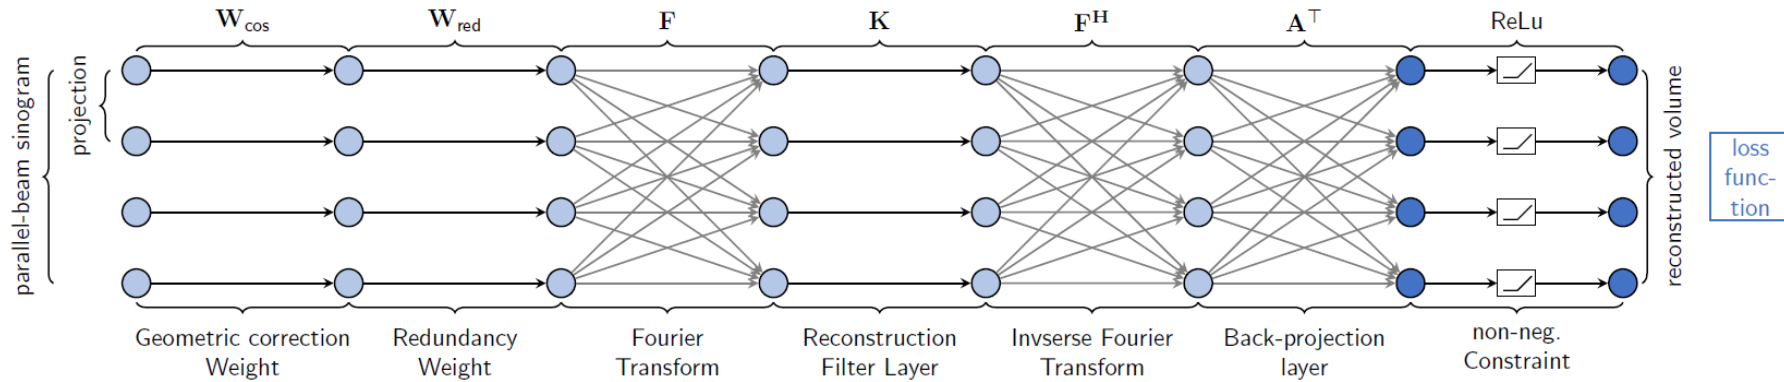 W_cos
W_red
F
K
F^H
A^⊤
ReLu
parallel-beam sinogram
projection
reconstructed volume
loss
func-
tion
Geometric correction
Weight
Redundancy
Weight
Fourier
Transform
Reconstruction
Filter Layer
Invserse Fourier
Transform
Back-projection
layer
non-neg.
Constraint